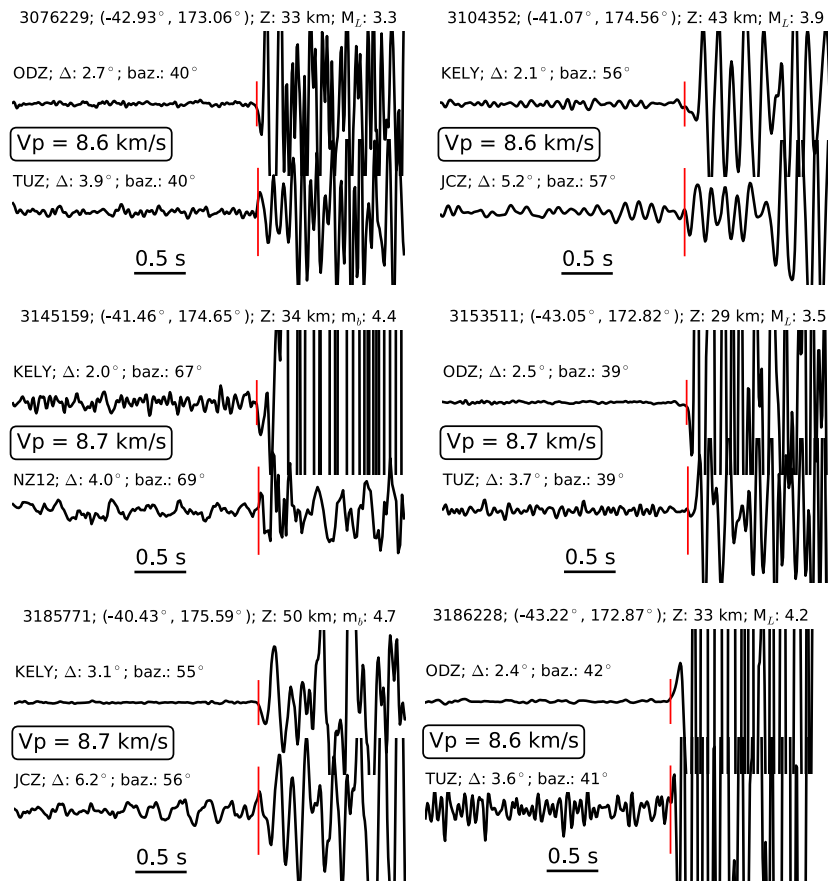 3076229; (-42.93°, 173.06°); Z: 33 km; M_L: 3.3
ODZ; Δ: 2.7°; baz.: 40°
Vp = 8.6 km/s
TUZ; Δ: 3.9°; baz.: 40°
0.5 s
3104352; (-41.07°, 174.56°); Z: 43 km; M_L: 3.9
KELY; Δ: 2.1°; baz.: 56°
Vp = 8.6 km/s
JCZ; Δ: 5.2°; baz.: 57°
0.5 s
3145159; (-41.46°, 174.65°); Z: 34 km; m_b: 4.4
KELY; Δ: 2.0°; baz.: 67°
Vp = 8.7 km/s
NZ12; Δ: 4.0°; baz.: 69°
0.5 s
3153511; (-43.05°, 172.82°); Z: 29 km; M_L: 3.5
ODZ; Δ: 2.5°; baz.: 39°
Vp = 8.7 km/s
TUZ; Δ: 3.7°; baz.: 39°
0.5 s
3185771; (-40.43°, 175.59°); Z: 50 km; m_b: 4.7
KELY; Δ: 3.1°; baz.: 55°
Vp = 8.7 km/s
JCZ; Δ: 6.2°; baz.: 56°
0.5 s
3186228; (-43.22°, 172.87°); Z: 33 km; M_L: 4.2
ODZ; Δ: 2.4°; baz.: 42°
Vp = 8.6 km/s
TUZ; Δ: 3.6°; baz.: 41°
0.5 s